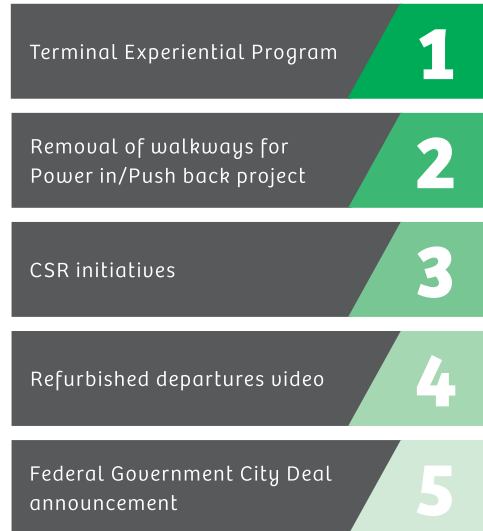 Terminal Experiential Program 1
Removal of walkways for
Power in/Push back project 2
CSR initiatives 3
Refurbished departures video 4
Federal Government City Deal
announcement 5